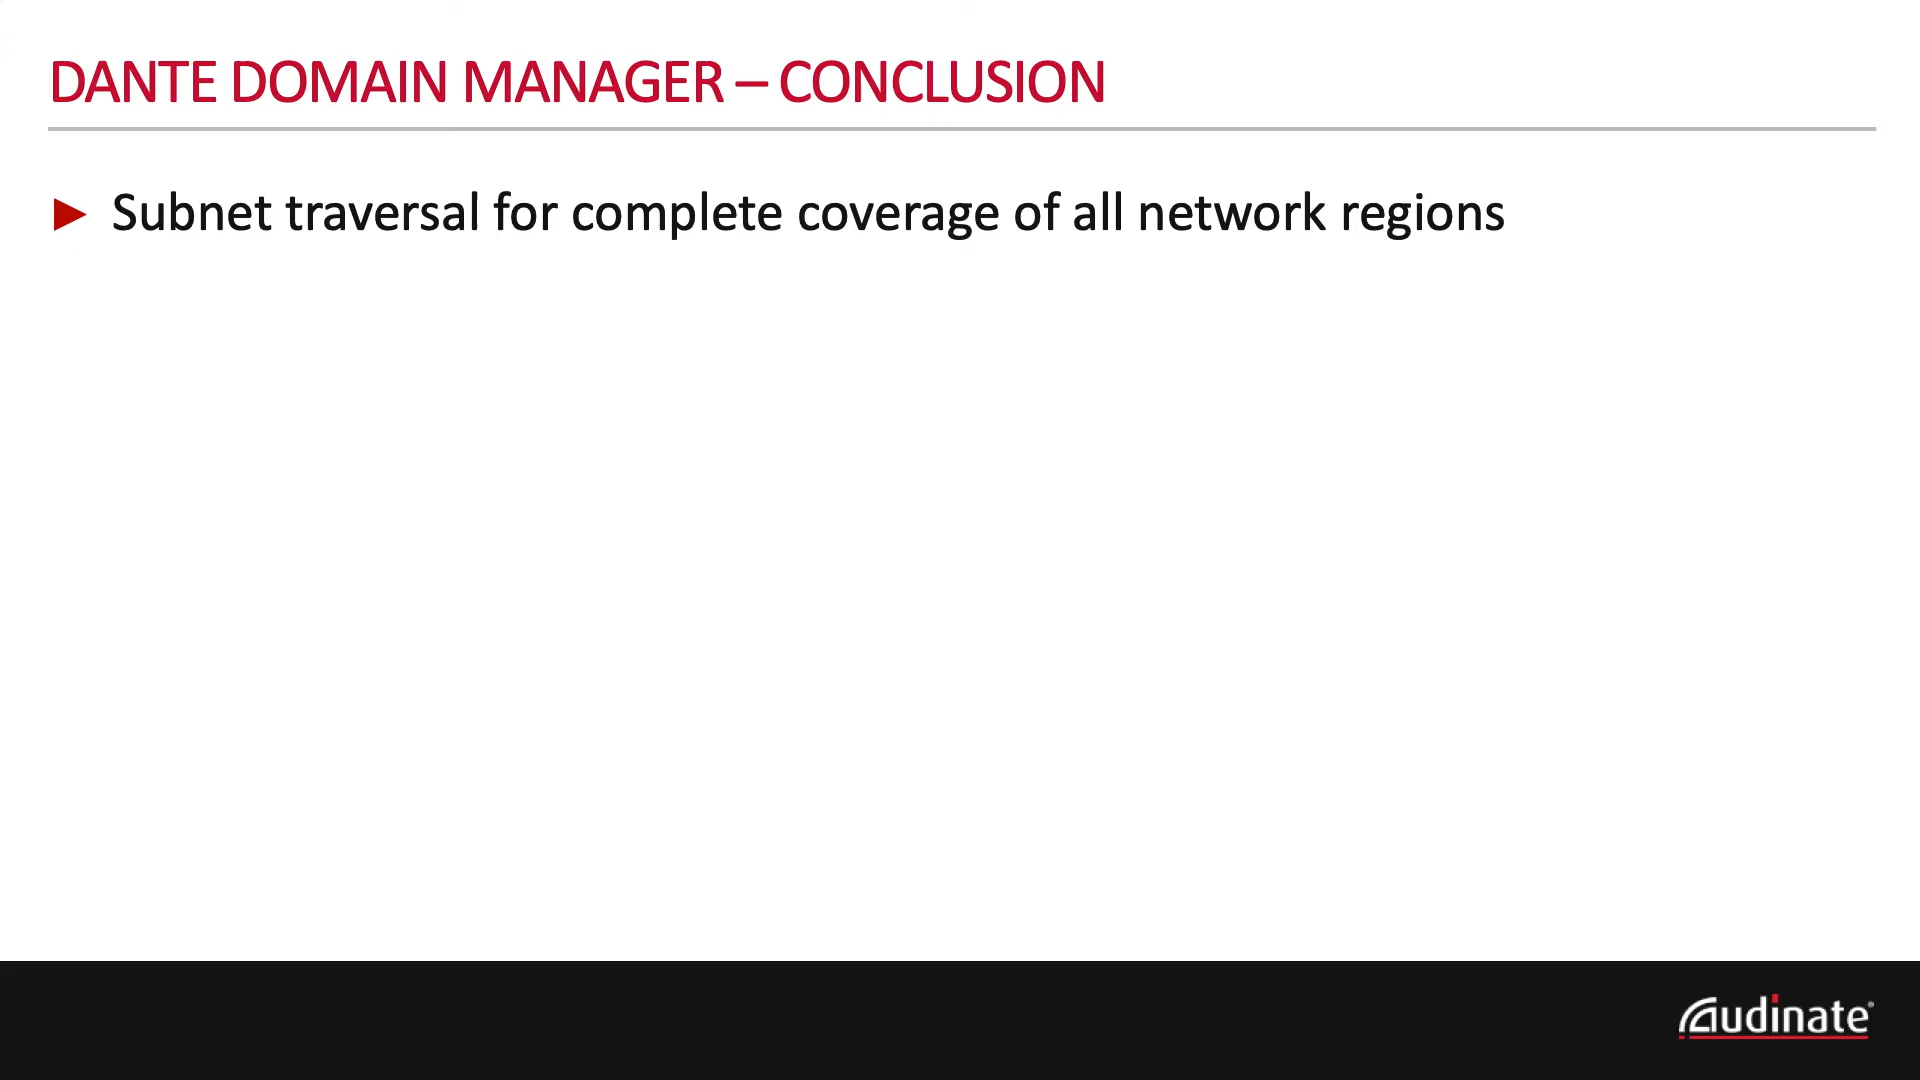 DANTE DOMAIN MANAGER – CONCLUSION
► Subnet traversal for complete coverage of all network regions
Audinate®